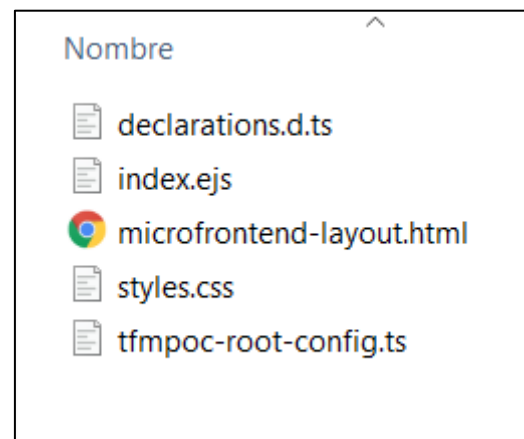 Nombre
declarations.d.ts
index.ejs
microfrontend-layout.html
styles.css
tfmpoc-root-config.ts